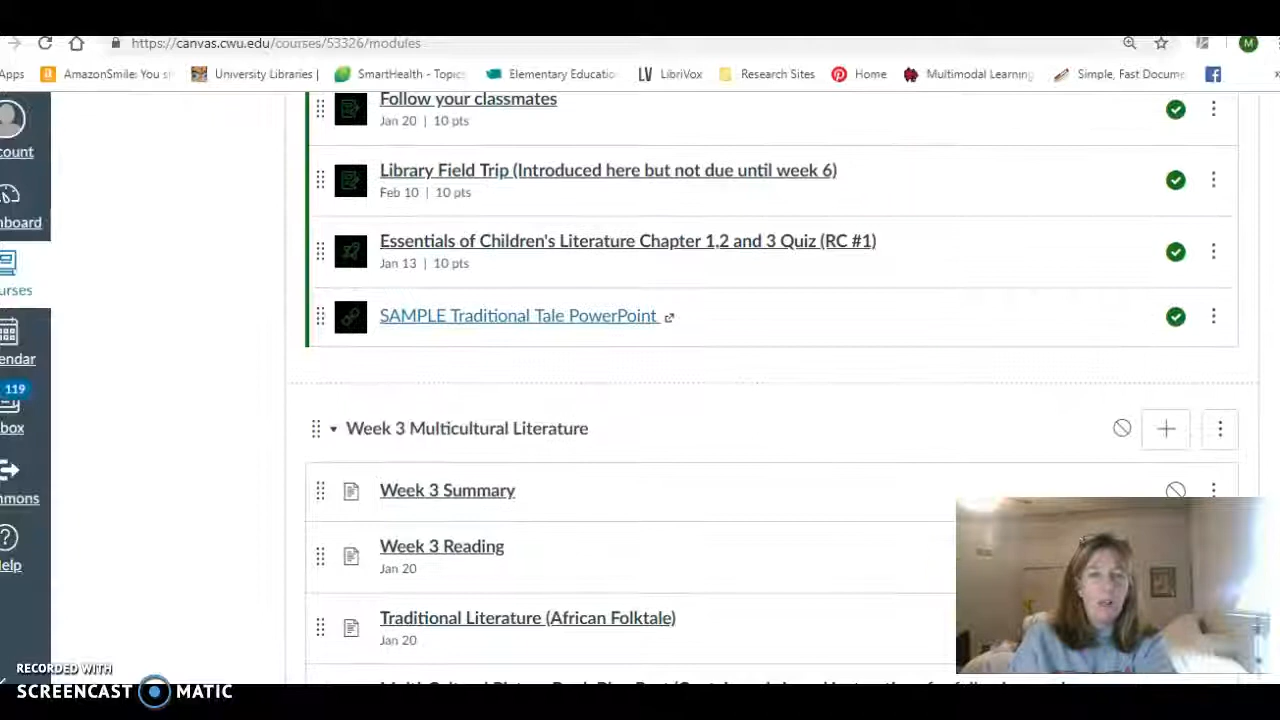 https://canvas.cwu.edu/courses/53326/modules
M
Apps
AmazonSmile: You s
University Libraries |
SmartHealth - Topics
Elementary Educatio
LibriVox
Research Sites
Home
Multimodal Learning
Simple, Fast Docume
»
Follow your classmates
Jan 20 | 10 pts
count
Library Field Trip (Introduced here but not due until week 6)
Feb 10 | 10 pts
hboard
Essentials of Children's Literature Chapter 1,2 and 3 Quiz (RC #1)
Jan 13 | 10 pts
urses
SAMPLE Traditional Tale PowerPoint
endar
119
box
Week 3 Multicultural Literature
mmons
Week 3 Summary
Week 3 Reading
Jan 20
elp
Traditional Literature (African Folktale)
Jan 20
RECORDED WITH
SCREENCAST MATIC